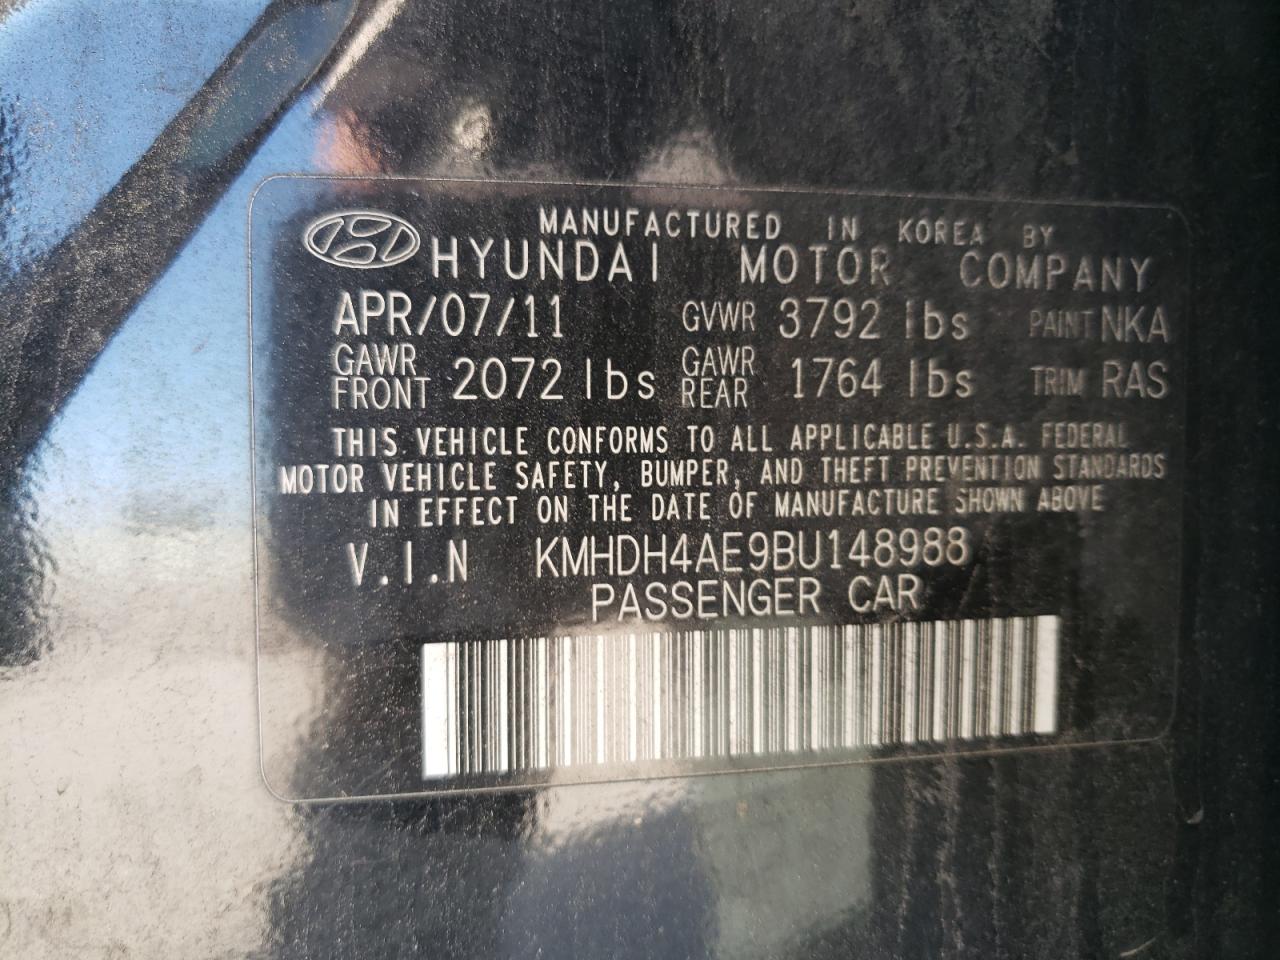 MANUFACTURED IN KOREA BY
HYUNDAI MOTOR COMPANY
APR/07/11 GVWR 3792 lbs PAINT NKA
GAWR FRONT 2072 lbs GAWR REAR 1764 lbs TRIM RAS
THIS VEHICLE CONFORMS TO ALL APPLICABLE U.S.A. FEDERAL
MOTOR VEHICLE SAFETY, BUMPER, AND THEFT PREVENTION STANDARDS
IN EFFECT ON THE DATE OF MANUFACTURE SHOWN ABOVE
V.I.N KMHDH4AE9BU148988
PASSENGER CAR